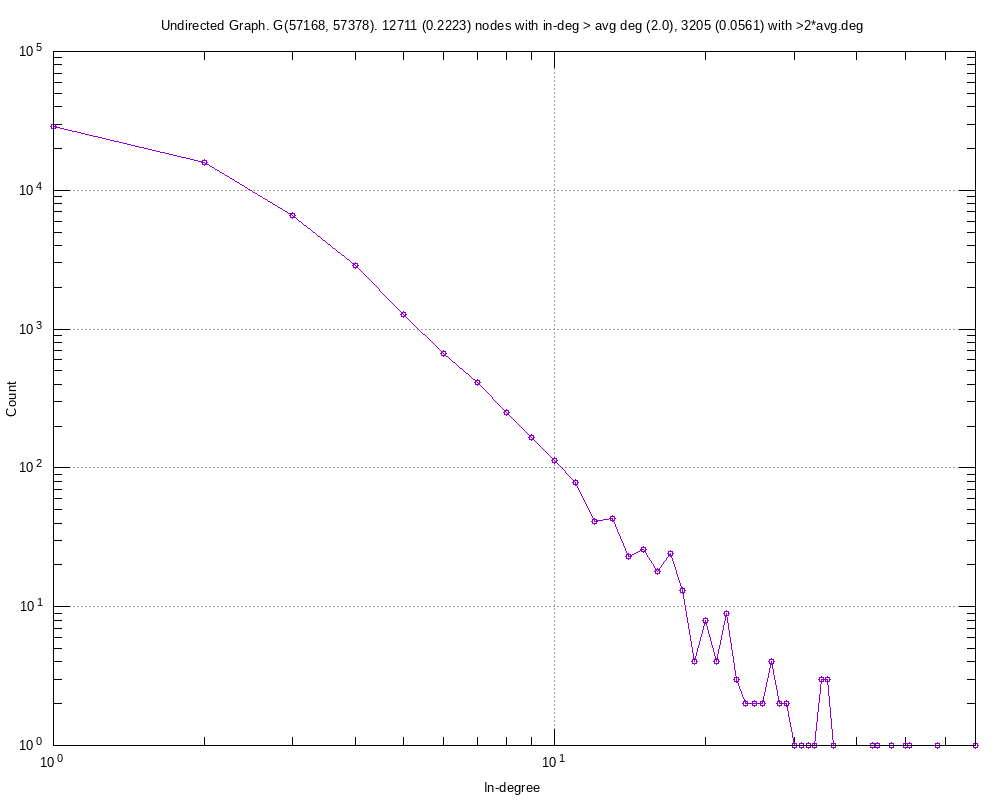 Undirected Graph. G(57168, 57378). 12711 (0.2223) nodes with in-deg > avg deg (2.0), 3205 (0.0561) with >2*avg.deg
10^5
10^4
10^3
10^2
10^1
10^0
Count
10^0
10^1
In-degree